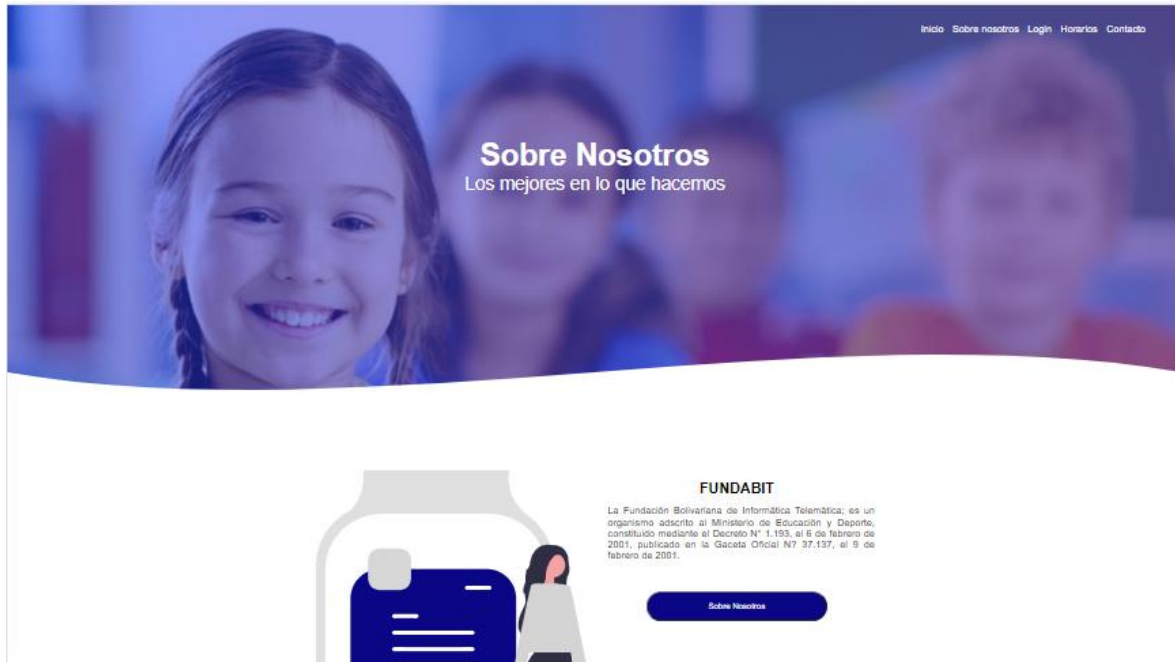 Inicio Sobre nosotros Login Horarios Contacto
Sobre Nosotros
Los mejores en lo que hacemos
FUNDABIT
La Fundación Bolivariana de Informática Telemática; es un
organismo adscrito al Ministerio de Educación y Deporte,
constituido mediante el Decreto N° 1.193, el 6 de febrero de
2001, publicado en la Gaceta Oficial N? 37.137, el 9 de
febrero de 2001.
Sobre Nosotros